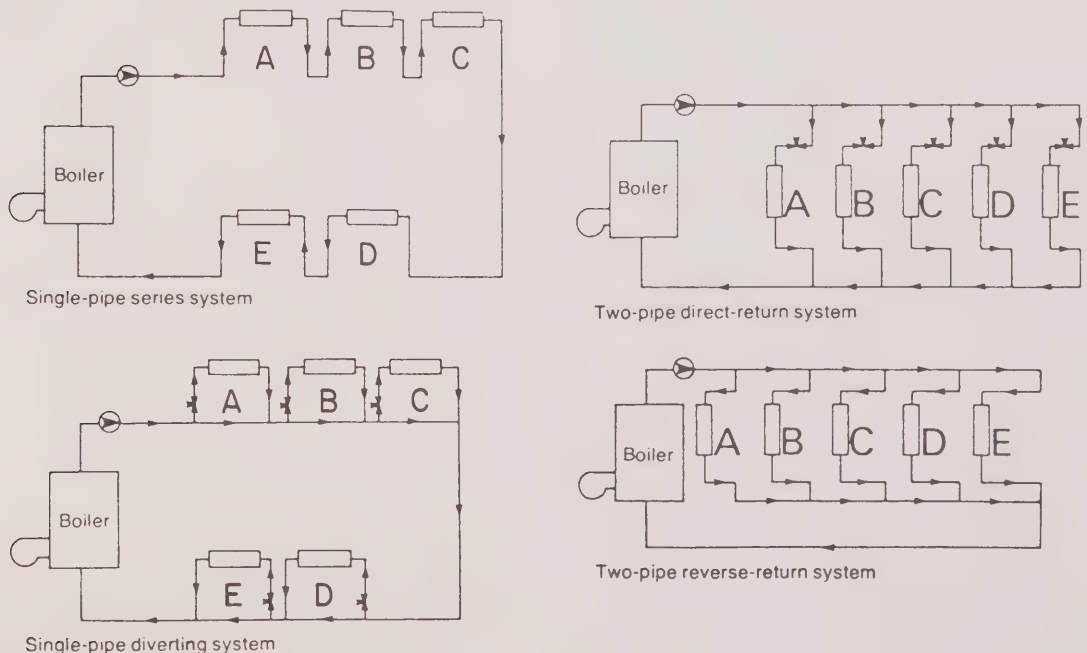 A B C
Boiler
E D
Single-pipe series system
Boiler
A B C D E
Two-pipe direct-return system
A B C
Boiler
E D
Single-pipe diverting system
A B C D E
Boiler
Two-pipe reverse-return system